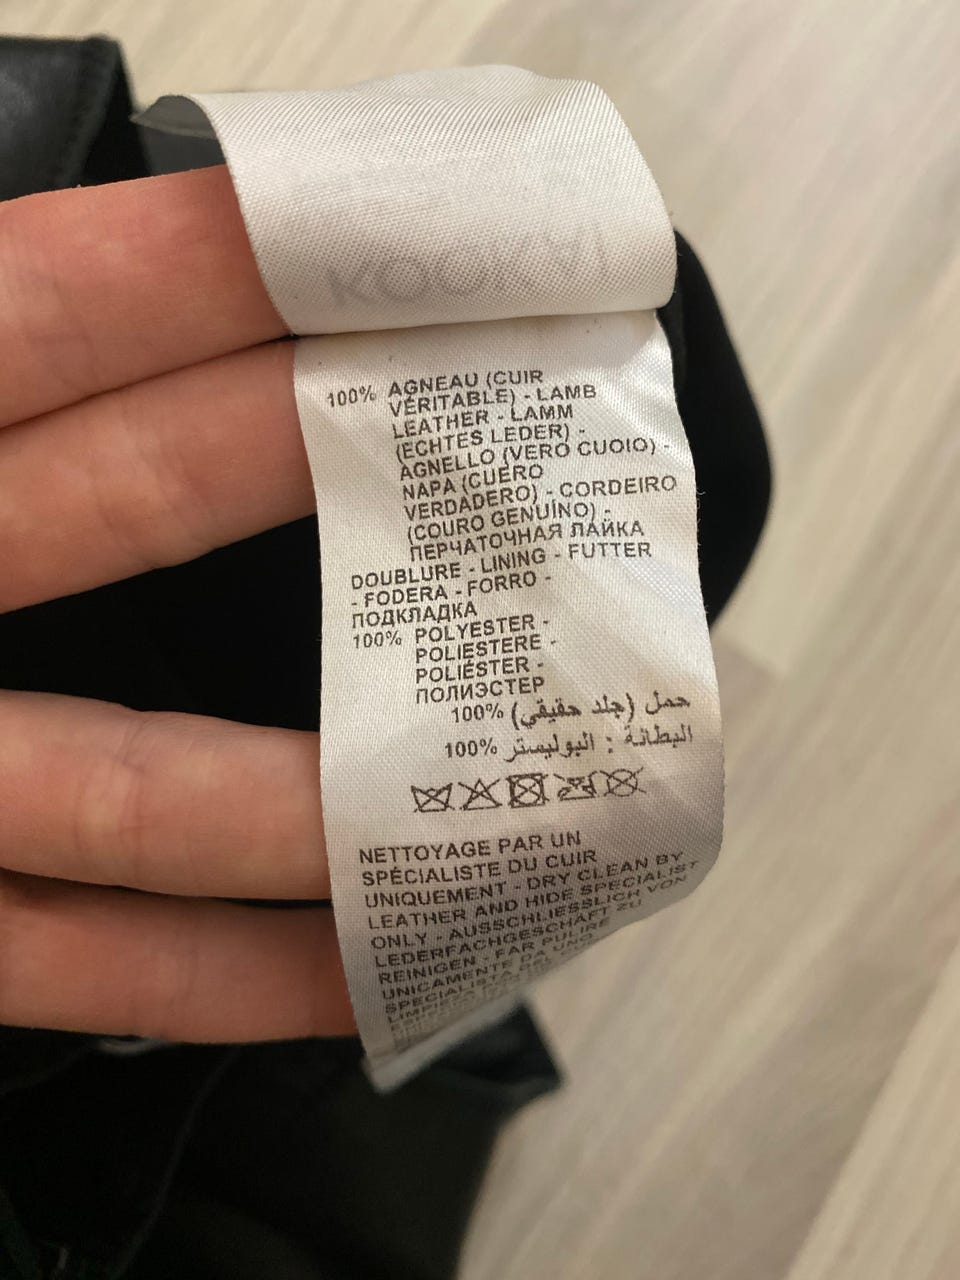 100% AGNEAU (CUIR
VÉRITABLE) - LAMB
LEATHER - LAMM
(ECHTES LEDER) -
AGNELLO (VERO CUOIO) -
NAPA (CUERO
VERDADERO) - CORDEIRO
(COURO GENUÍNO) -
ПЕРЧАТОЧНАЯ ЛАЙКА
DOUBLURE - LINING - FUTTER
- FODERA - FORRO -
ПОДКЛАДКА
100% POLYESTER -
POLIESTERE -
POLIÉSTER -
ПОЛИЭСТЕР
حمل (جلد حقيقي) 100%
البطانة : البوليستر 100%
NETTOYAGE PAR UN
SPÉCIALISTE DU CUIR
UNIQUEMENT - DRY CLEAN BY
LEATHER AND HIDE SPECIALIST
ONLY - AUSSCHLIESSLICH VON
LEDERFACHGESCHÄFT ZU
REINIGEN - FAR PULIRE
UNICAMENTE DA UNO
SPECIALISTA DEL
LIMPIEZA